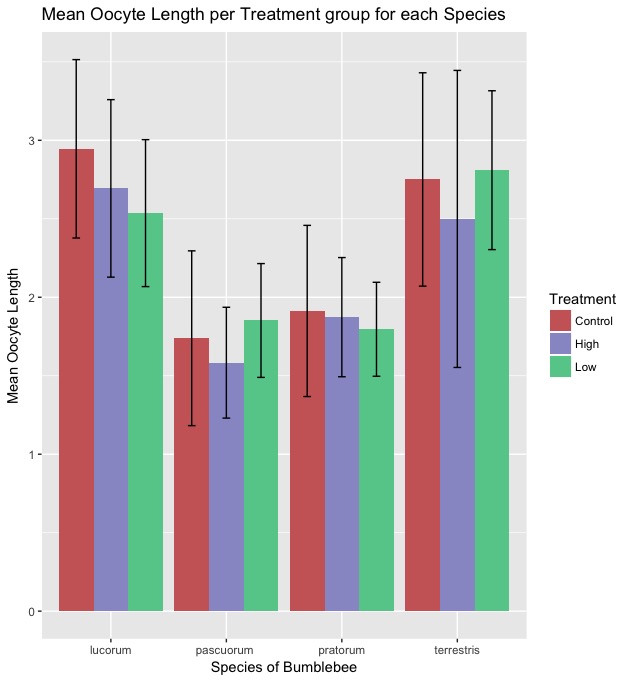 Mean Oocyte Length per Treatment group for each Species
Mean Oocyte Length
3
2
1
0
lucorum
pascuorum
pratorum
terrestris
Species of Bumblebee
Treatment
Control
High
Low